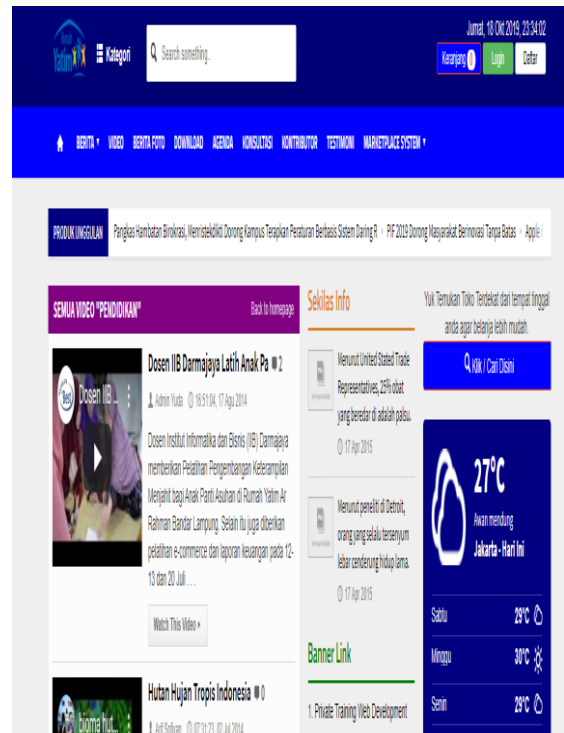 Jumat, 18 Okt 2019, 23:34:02
Rumah
Yatim
Kategori
Search something..
Keranjang
Login
Daftar
BERITA
VIDEO
BERITA FOTO
DOWNLOAD
AGENDA
KONSULTASI
KONTRIBUTOR
TESTIMONI
MARKETPLACE SYSTEM
PRODUK UNGGULAN
Pangkas Hambatan Birokrasi, Menristekdikti Dorong Kampus Terapkan Peraturan Berbasis Sistem Daring R
PIF 2019 Dorong Masyarakat Berinovasi Tanpa Batas
Apple
SEMUA VIDEO "PENDIDIKAN"
Back to homepage
Dosen IIB ...
Dosen IIB Darmajaya Latih Anak Pa
2
Admin Yuda
16:51:04, 17 Agu 2014
Dosen Institut Informatika dan Bisnis (IIB) Darmajaya
memberikan Pelatihan Pengembangan Keterampilan
Menjahit bagi Anak Panti Asuhan di Rumah Yatim Ar
Rahman Bandar Lampung. Selain itu juga diberikan
pelatihan e-commerce dan laporan keuangan pada 12-
13 dan 20 Juli . . .
Watch This Video
bioma hut...
Hutan Hujan Tropis Indonesia
0
07:31:23, 02 Jul 2014
Sekilas Info
Menurut United Stated Trade
Representatives, 25% obat
yang beredar di adalah palsu.
17 Apr 2015
Menurut peneliti di Detroit,
orang yang selalu tersenyum
lebar cenderung hidup lama.
17 Apr 2015
Banner Link
1. Private Training Web Development
Yuk Temukan Toko Terdekat dari tempat tinggal
anda agar belanja lebih mudah.
Klik / Cari Disini
27°C
Awan mendung
Jakarta - Hari Ini
Sabtu
29°C
Minggu
30°C
Senin
29°C